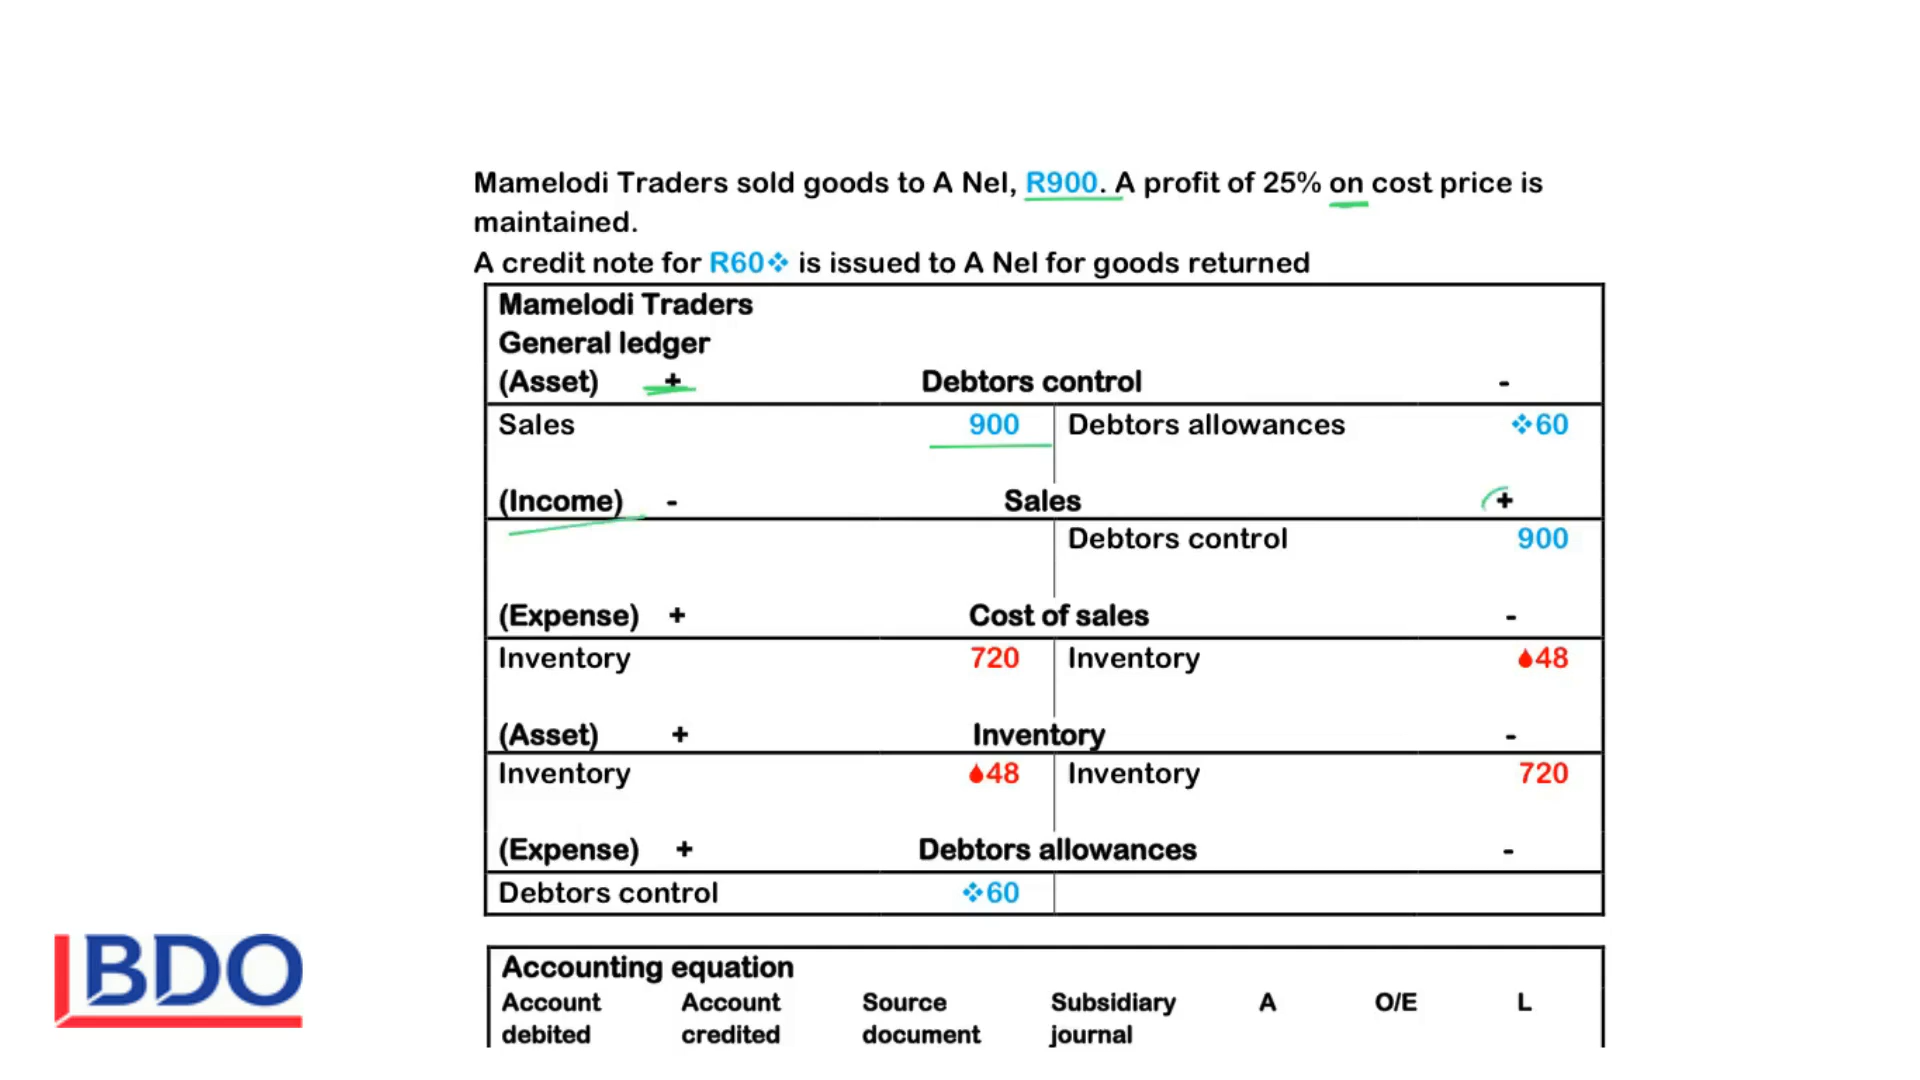 Mamelodi Traders sold goods to A Nel, R900. A profit of 25% on cost price is
maintained.
A credit note for R60❖ is issued to A Nel for goods returned
Mamelodi Traders
General ledger
(Asset) + Debtors control -
Sales 900 Debtors allowances ❖60
(Income) - Sales +
Debtors control 900
(Expense) + Cost of sales -
Inventory 720 Inventory 🌢48
(Asset) + Inventory -
Inventory 🌢48 Inventory 720
(Expense) + Debtors allowances -
Debtors control ❖60
Accounting equation
Account Account Source Subsidiary A O/E L
debited credited document journal
BDO